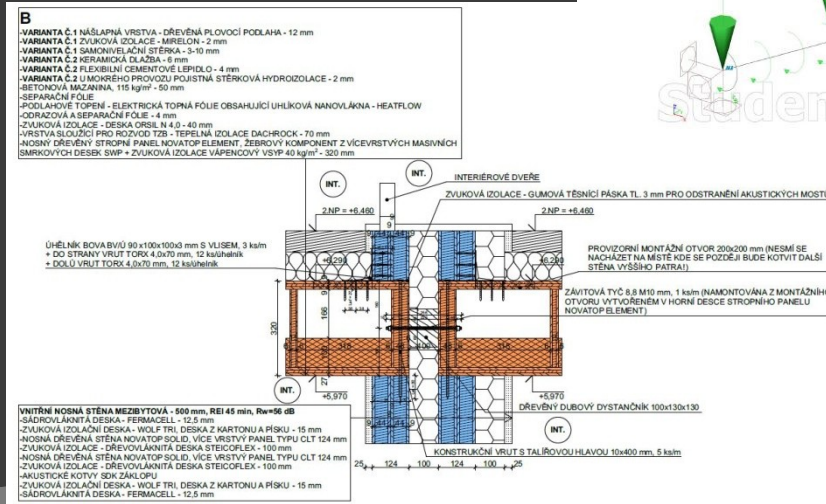 B
-VARIANTA Č.1 NÁŠLAPNÁ VRSTVA - DŘEVĚNÁ PLOVOCÍ PODLAHA - 12 mm
-VARIANTA Č.1 ZVUKOVÁ IZOLACE - MIRELON - 2 mm
-VARIANTA Č.1 SAMONIVELAČNÍ STĚRKA - 3-10 mm
-VARIANTA Č.2 KERAMICKÁ DLAŽBA - 6 mm
-VARIANTA Č.2 FLEXIBILNÍ CEMENTOVÉ LEPIDLO - 4 mm
-VARIANTA Č.2 U MOKRÉHO PROVOZU POJISTNÁ STĚRKOVÁ HYDROIZOLACE - 2 mm
-BETONOVÁ MAZANINA, 115 kg/m² - 50 mm
-SEPARAČNÍ FÓLIE
-PODLAHOVÉ TOPENÍ - ELEKTRICKÁ TOPNÁ FÓLIE OBSAHUJÍCÍ UHLÍKOVÁ NANOVLÁKNA - HEATFLOW
-ODRAZOVÁ A SEPARAČNÍ FÓLIE - 4 mm
-ZVUKOVÁ IZOLACE - DESKA ORSIL N 4,0 - 40 mm
-VRSTVA SLOUŽÍCÍ PRO ROZVOD TZB - TEPELNÁ IZOLACE DACHROCK - 70 mm
-NOSNÝ DŘEVĚNÝ STROPNÍ PANEL NOVATOP ELEMENT, ŽEBROVÝ KOMPONENT Z VÍCEVRSTVÝCH MASIVNÍCH
SMRKOVÝCH DESEK SWP + ZVUKOVÁ IZOLACE VÁPENCOVÝ VSYP 40 kg/m² - 320 mm
Studen
INT.
INT.
INTERIÉROVÉ DVEŘE
ZVUKOVÁ IZOLACE - GUMOVÁ TĚSNÍCÍ PÁSKA TL. 3 mm PRO ODSTRANĚNÍ AKUSTICKÝCH MOSTŮ
2.NP = +6,460
2.NP = +6,460
ÚHELNÍK BOVA BV/Ú 90 x100x100x3 mm S VLISEM, 3 ks/m
+ DO STRANY VRUT TORX 4,0x70 mm, 12 ks/úhelník
+ DOLŮ VRUT TORX 4,0x70 mm, 12 ks/úhelník
+6,290
+6,290
PROVIZORNÍ MONTÁŽNÍ OTVOR 200x200 mm (NESMÍ SE
NACHÁZET NA MÍSTĚ KDE SE POZDĚJI BUDE KOTVIT DALŠÍ
STĚNA VYŠŠÍHO PATRA!)
ZÁVITOVÁ TYČ 8,8 M10 mm, 1 ks/m (NAMONTOVÁNA Z MONTÁŽNÍHO
OTVORU VYTVOŘENÉM V HORNÍ DESCE STROPNÍHO PANELU
NOVATOP ELEMENT)
320
166
27
INT.
+5,970
+5,970
DŘEVĚNÝ DUBOVÝ DYSTANČNÍK 100x130x130
INT.
KONSTRUKČNÍ VRUT S TALÍŘOVOU HLAVOU 10x400 mm, 5 ks/m
25 124 100 124 100 25
VNITŘNÍ NOSNÁ STĚNA MEZIBYTOVÁ - 500 mm, REI 45 min, Rw=56 dB
-SÁDROVLÁKNITÁ DESKA - FERMACELL - 12,5 mm
-ZVUKOVÁ IZOLAČNÍ DESKA - WOLF TRI, DESKA Z KARTONU A PÍSKU - 15 mm
-NOSNÁ DŘEVĚNÁ STĚNA NOVATOP SOLID, VÍCE VRSTVÝ PANEL TYPU CLT 124 mm
-ZVUKOVÁ IZOLACE - DŘEVOVLÁKNITÁ DESKA STEICOFLEX - 100 mm
-NOSNÁ DŘEVĚNÁ STĚNA NOVATOP SOLID, VÍCE VRSTVÝ PANEL TYPU CLT 124 mm
-ZVUKOVÁ IZOLACE - DŘEVOVLÁKNITÁ DESKA STEICOFLEX - 100 mm
-AKUSTICKÉ KOTVY SDK ZÁKLOPU
-ZVUKOVÁ IZOLAČNÍ DESKA - WOLF TRI, DESKA Z KARTONU A PÍSKU - 15 mm
-SÁDROVLÁKNITÁ DESKA - FERMACELL - 12,5 mm